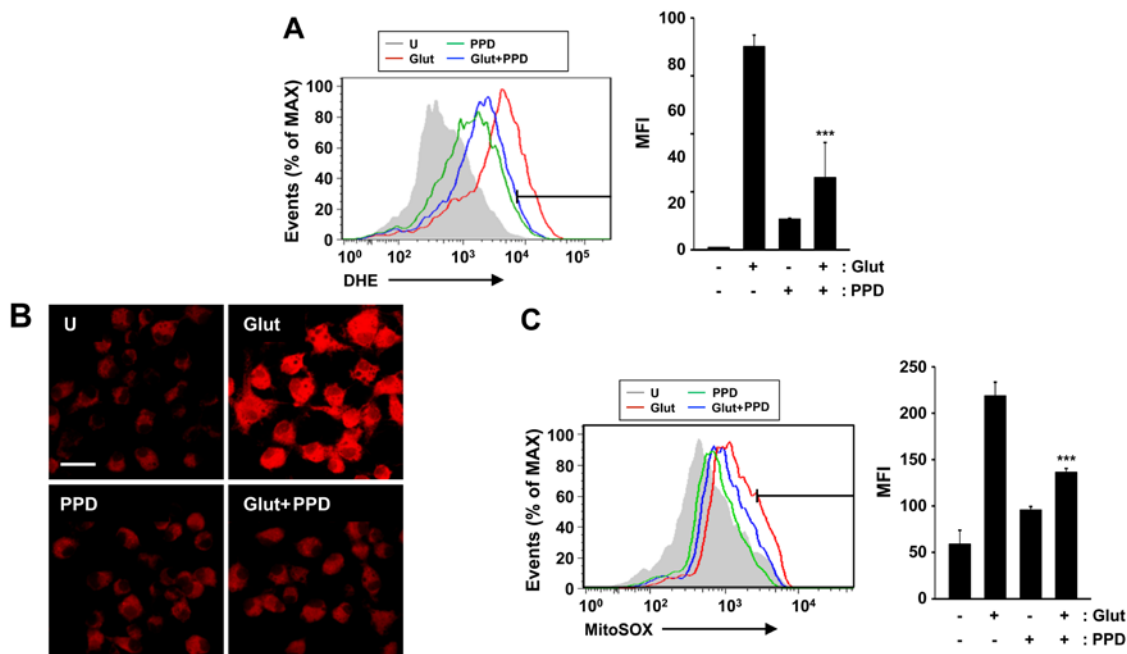 A
U PPD
Glut Glut+PPD
Events (% of MAX)
100
80
60
40
20
0
10⁰ 10² 10³ 10⁴ 10⁵
DHE
MFI
80
80
60
40
20
0
***
- + - + : Glut
- - + + : PPD
B
U
Glut
PPD
Glut+PPD
C
U PPD
Glut Glut+PPD
Events (% of MAX)
100
80
60
40
20
0
10⁰ 10² 10³ 10⁴
MitoSOX
MFI
250
200
150
100
50
0
***
- + - + : Glut
- - + + : PPD